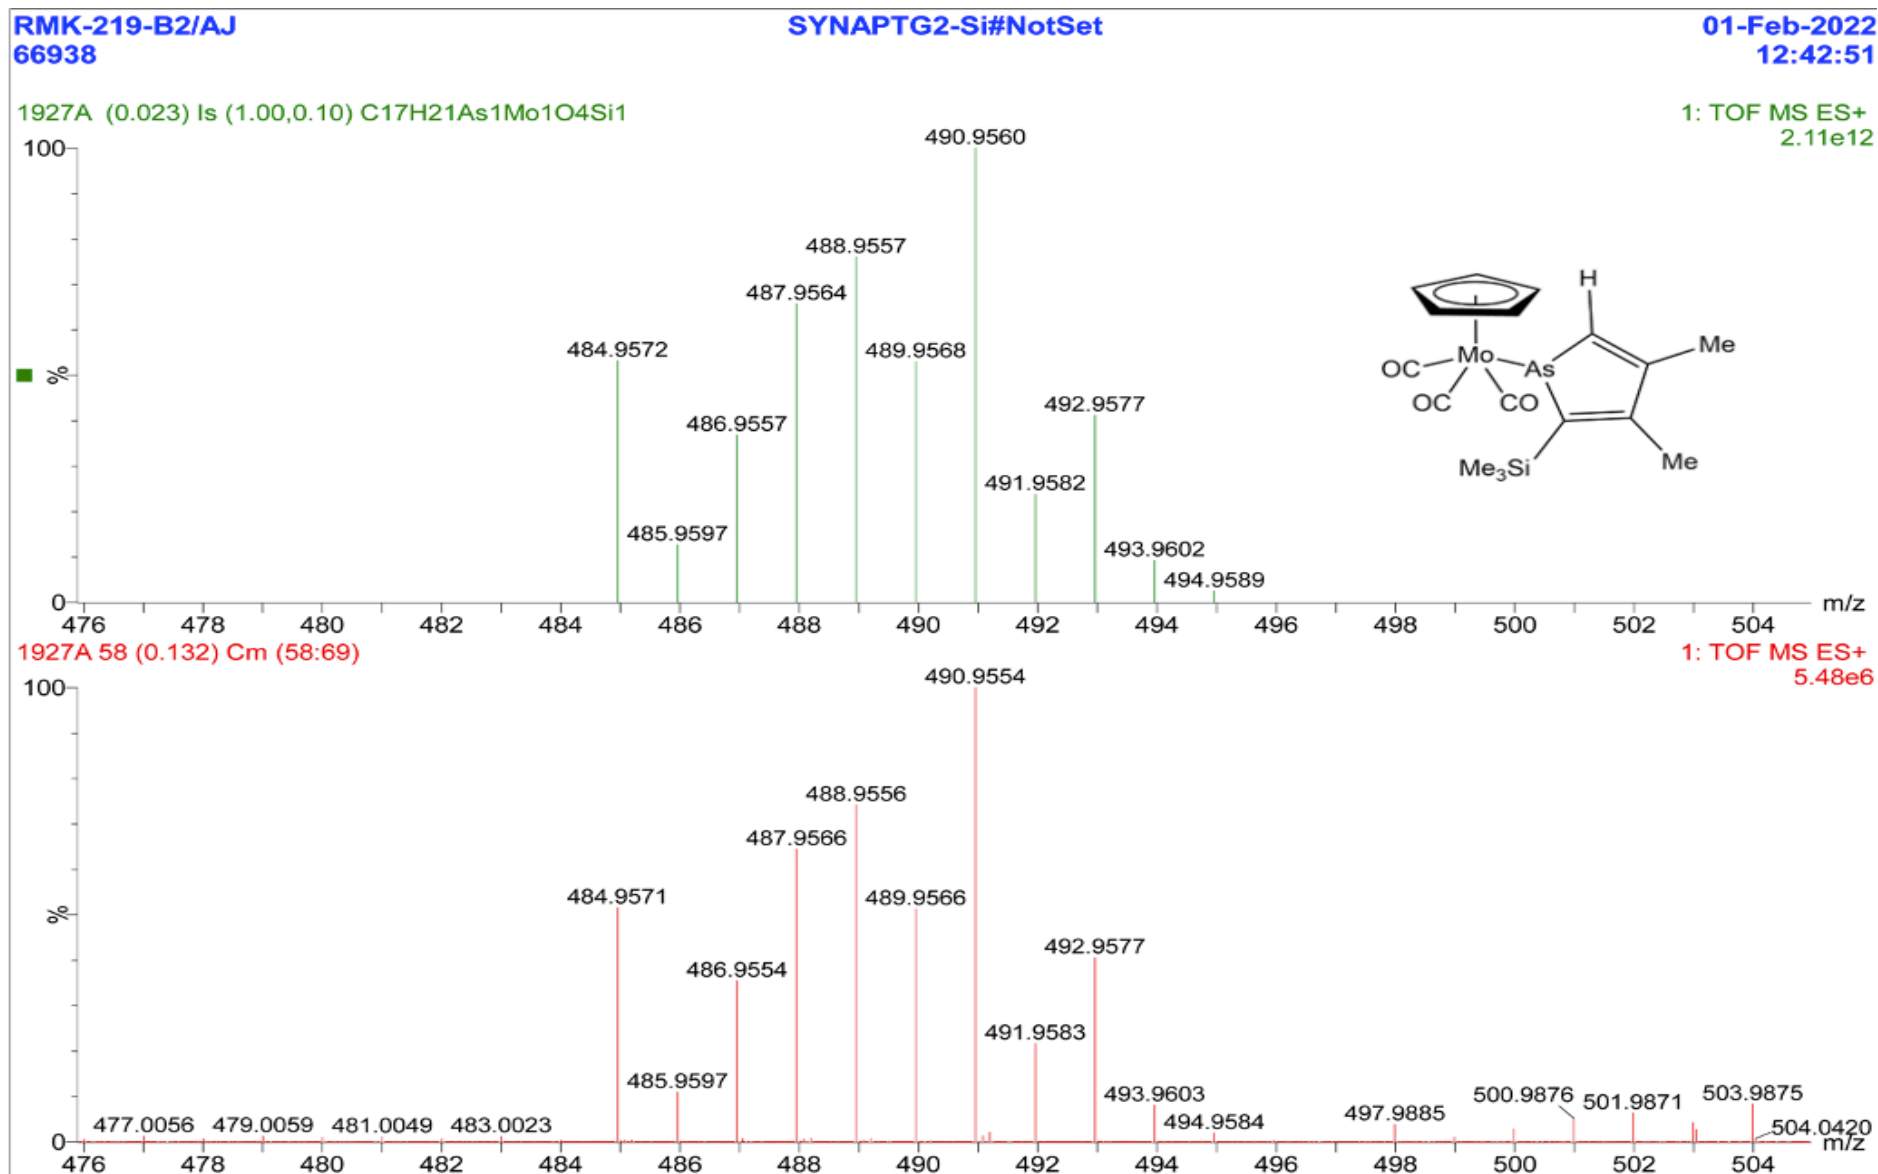 RMK-219-B2/AJ SYNAPTG2-Si#NotSet 01-Feb-2022
66938 12:42:51
1927A (0.023) Is (1.00,0.10) C17H21As1Mo1O4Si1 1: TOF MS ES+
2.11e12
100
%
0
490.9560
488.9557
487.9564
489.9568
484.9572
492.9577
486.9557
491.9582
485.9597
493.9602
494.9589
H
Me
Mo
As
OC
OC
CO
Me
Me3Si
m/z
476 478 480 482 484 486 488 490 492 494 496 498 500 502 504
1927A 58 (0.132) Cm (58:69) 1: TOF MS ES+
5.48e6
100
%
0
490.9554
488.9556
487.9566
484.9571
489.9566
492.9577
486.9554
491.9583
485.9597
493.9603
494.9584
477.0056
479.0059
481.0049
483.0023
497.9885
500.9876
501.9871
503.9875
504.0420
m/z
476 478 480 482 484 486 488 490 492 494 496 498 500 502 504